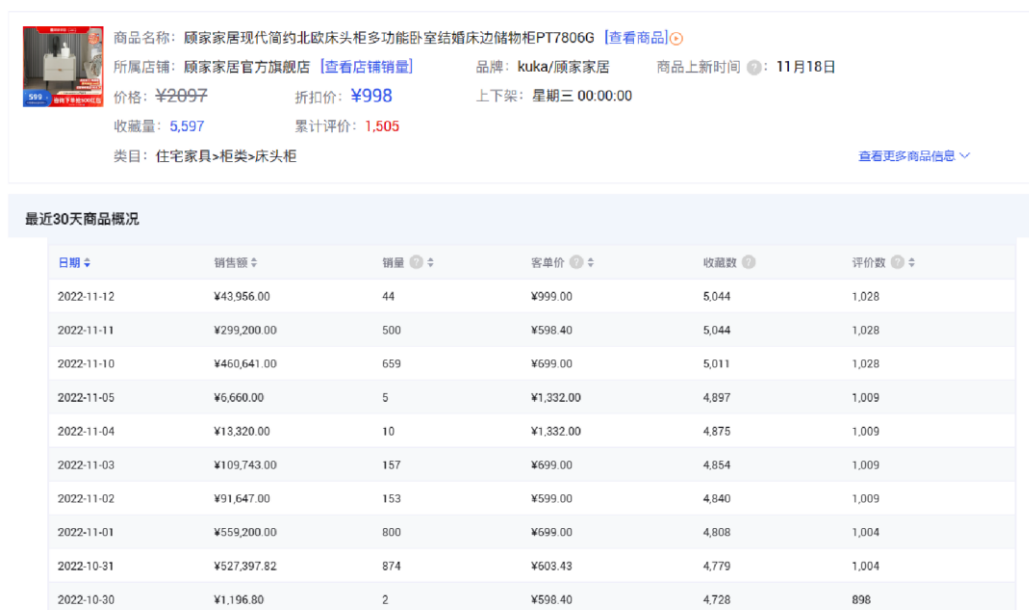 商品名称：顾家家居现代简约北欧床头柜多功能卧室结婚床边储物柜PT7806G [查看商品]
所属店铺：顾家家居官方旗舰店 [查看店铺销量] 品牌：kuka/顾家家居 商品上新时间 ?：11月18日
599
价格：¥2097 折扣价：¥998 上下架：星期三 00:00:00
收藏量：5,597 累计评价：1,505
类目：住宅家具>柜类>床头柜 查看更多商品信息
最近30天商品概况
日期 销售额 销量 ? 客单价 ? 收藏数 ? 评价数 ?
2022-11-12 ¥43,956.00 44 ¥999.00 5,044 1,028
2022-11-11 ¥299,200.00 500 ¥598.40 5,044 1,028
2022-11-10 ¥460,641.00 659 ¥699.00 5,011 1,028
2022-11-05 ¥6,660.00 5 ¥1,332.00 4,897 1,009
2022-11-04 ¥13,320.00 10 ¥1,332.00 4,875 1,009
2022-11-03 ¥109,743.00 157 ¥699.00 4,854 1,009
2022-11-02 ¥91,647.00 153 ¥599.00 4,840 1,009
2022-11-01 ¥559,200.00 800 ¥699.00 4,808 1,004
2022-10-31 ¥527,397.82 874 ¥603.43 4,779 1,004
2022-10-30 ¥1,196.80 2 ¥598.40 4,728 898